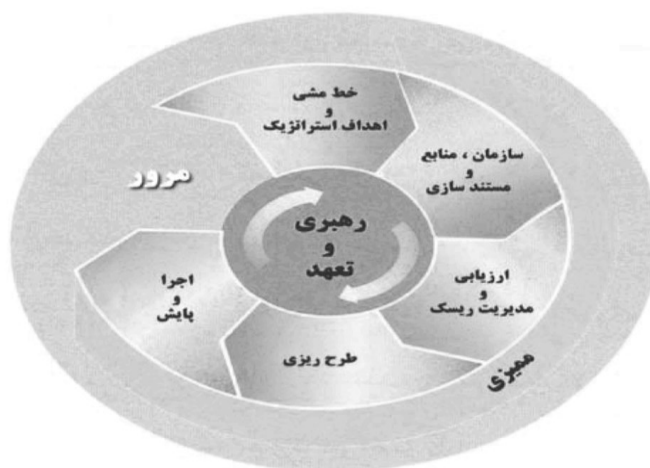 خط مشی
و
اهداف استراتژیک
سازمان ، منابع
و
مستند سازی
ارزیابی
و
مدیریت ریسک
طرح ریزی
اجرا
و
پایش
مرور
رهبری
و
تعهد
ممیزی